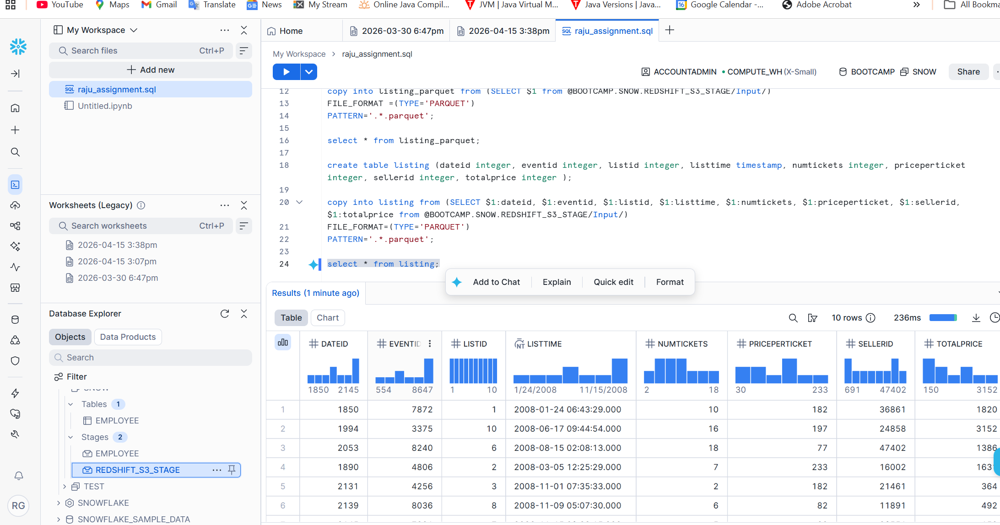 YouTube Maps Gmail Translate News My Stream Online Java Compil... JVM | Java Virtual M... Java Versions | Java... Google Calendar -... Adobe Acrobat All Bookma
My Workspace
Search files Ctrl+P
Add new
raju_assignment.sql
Untitled.ipynb
Worksheets (Legacy)
Search worksheets Ctrl+P
2026-04-15 3:38pm
2026-04-15 3:07pm
2026-03-30 6:47pm
Database Explorer
Objects Data Products
Search
Filter
SNOW
Tables 1
EMPLOYEE
Stages 2
EMPLOYEE
REDSHIFT_S3_STAGE
TEST
SNOWFLAKE
SNOWFLAKE_SAMPLE_DATA
RG
Home 2026-03-30 6:47pm 2026-04-15 3:38pm SQL raju_assignment.sql
My Workspace > raju_assignment.sql
ACCOUNTADMIN • COMPUTE_WH (X-Small) BOOTCAMP SNOW Share
12 copy into listing_parquet from (SELECT $1 from @BOOTCAMP.SNOW.REDSHIFT_S3_STAGE/Input/)
13 FILE_FORMAT =(TYPE='PARQUET')
14 PATTERN='.*.parquet';
15
16 select * from listing_parquet;
17
18 create table listing (dateid integer, eventid integer, listid integer, listtime timestamp, numtickets integer, priceperticket
integer, sellerid integer, totalprice integer );
19
20 copy into listing from (SELECT $1:dateid, $1:eventid, $1:listid, $1:listtime, $1:numtickets, $1:priceperticket, $1:sellerid,
$1:totalprice from @BOOTCAMP.SNOW.REDSHIFT_S3_STAGE/Input/)
21 FILE_FORMAT=(TYPE='PARQUET')
22 PATTERN='.*.parquet';
23
24 select * from listing;
Add to Chat Explain Quick edit Format
Results (1 minute ago)
Table Chart 10 rows 236ms
DATEID EVENTID LISTID LISTTIME NUMTICKETS PRICEPERTICKET SELLERID TOTALPRICE
1850 2145 554 8647 1 10 1/24/2008 11/15/2008 2 18 30 233 691 47402 150 3152
1 1850 7872 1 2008-01-24 06:43:29.000 10 182 36861 1820
2 1994 3375 10 2008-06-17 09:44:54.000 16 197 24858 3152
3 2053 8240 6 2008-08-15 02:08:13.000 18 77 47402 1386
4 1890 4806 2 2008-03-05 12:25:29.000 7 233 16002 163
5 2131 4256 3 2008-11-01 07:35:33.000 2 182 21461 364
6 2139 8036 8 2008-11-09 05:07:30.000 6 82 11891 492